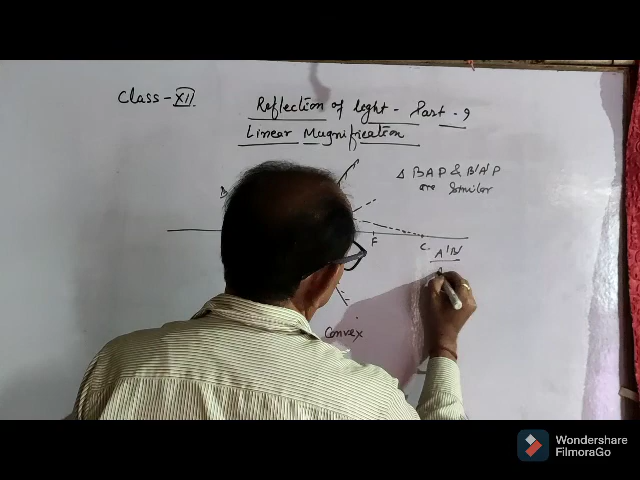 Class-XII
Reflection of light - Part - 9
Linear Magnification
Δ BAP & B'A'P
are Similar
B
F
C
A'B'
A
Convex
Wondershare
FilmoraGo